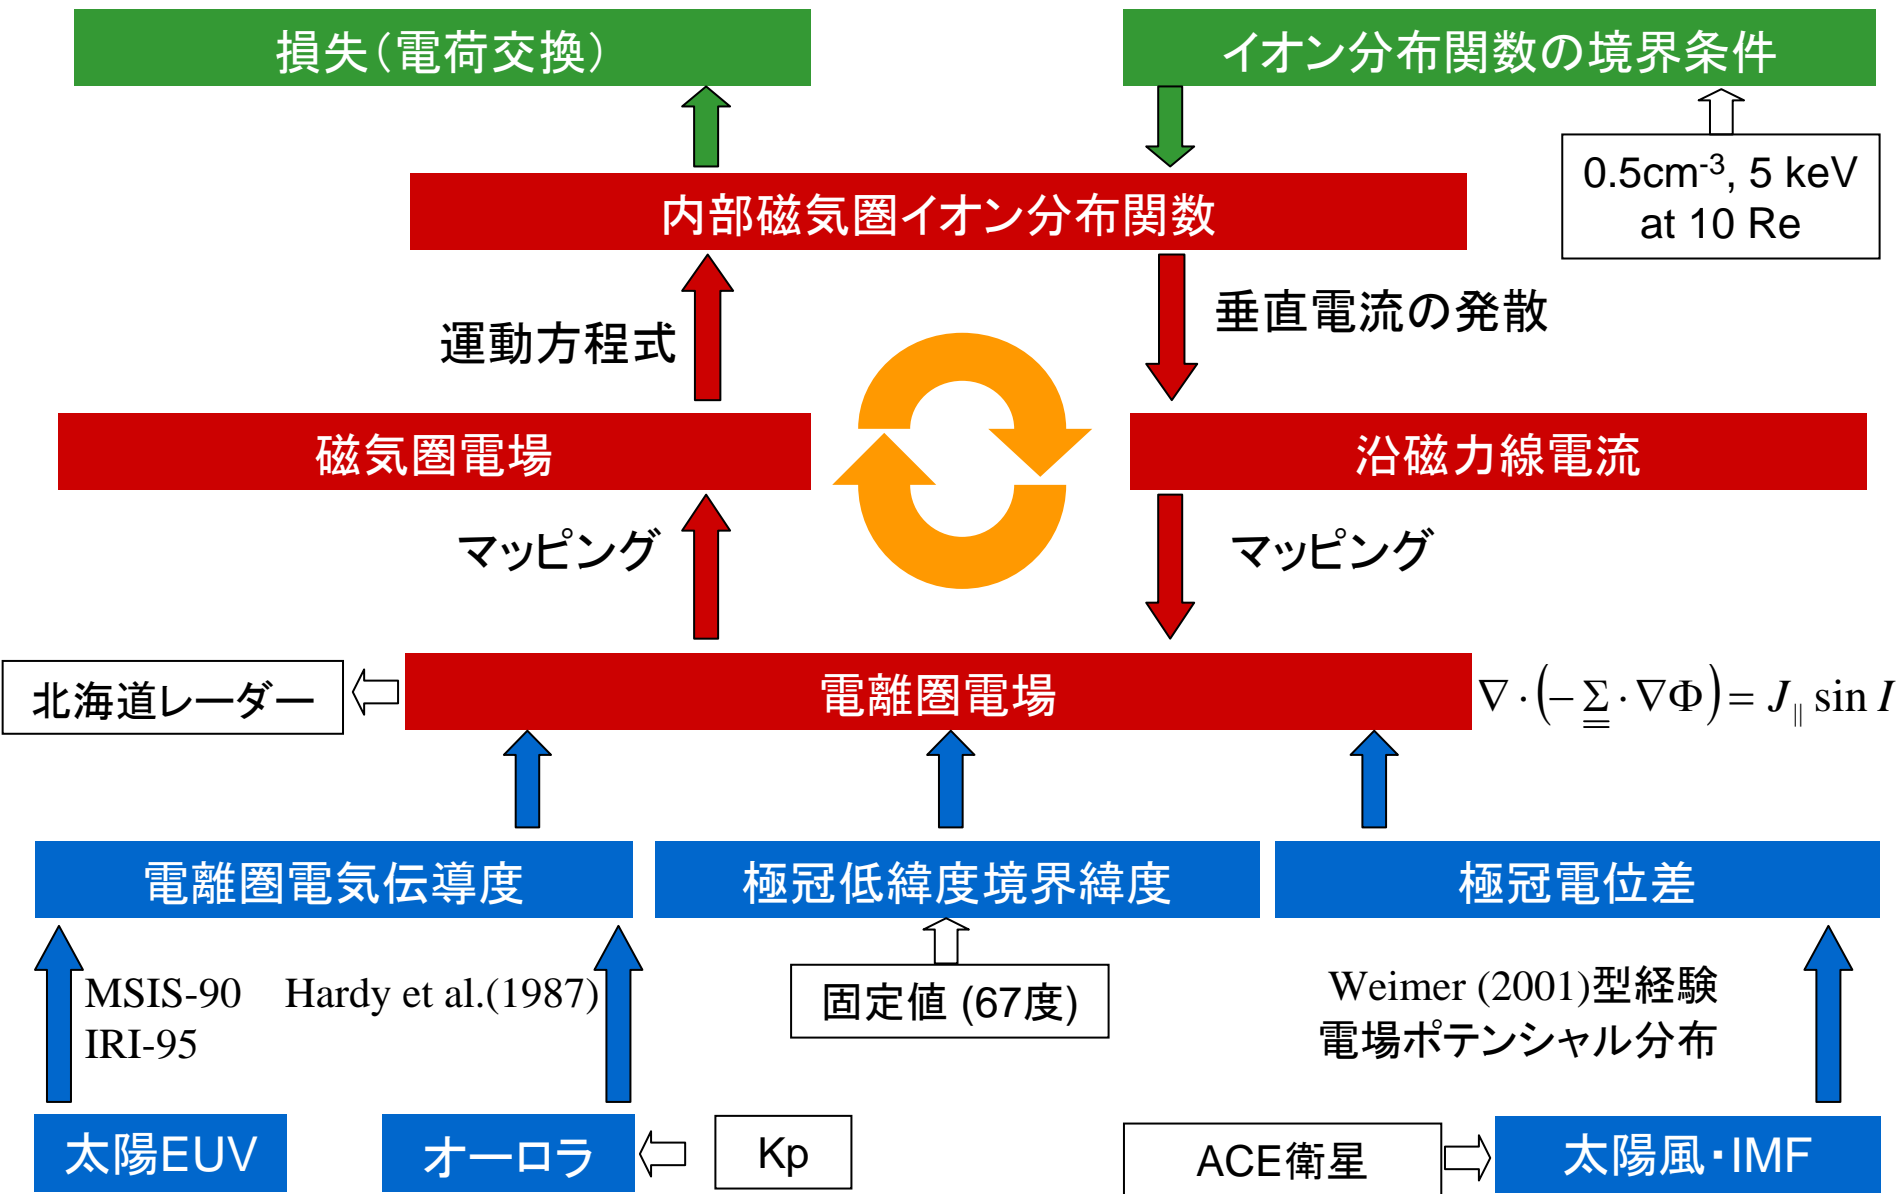 損失(電荷交換)
イオン分布関数の境界条件
0.5cm⁻³, 5 keV
at 10 Re
内部磁気圏イオン分布関数
運動方程式
垂直電流の発散
磁気圏電場
沿磁力線電流
マッピング
マッピング
北海道レーダー
電離圏電場
∇・(−Σ・∇Φ) = J∥ sin I
電離圏電気伝導度
極冠低緯度境界緯度
極冠電位差
MSIS-90
IRI-95
Hardy et al.(1987)
固定値 (67度)
Weimer (2001)型経験
電場ポテンシャル分布
太陽EUV
オーロラ
Kp
ACE衛星
太陽風・IMF